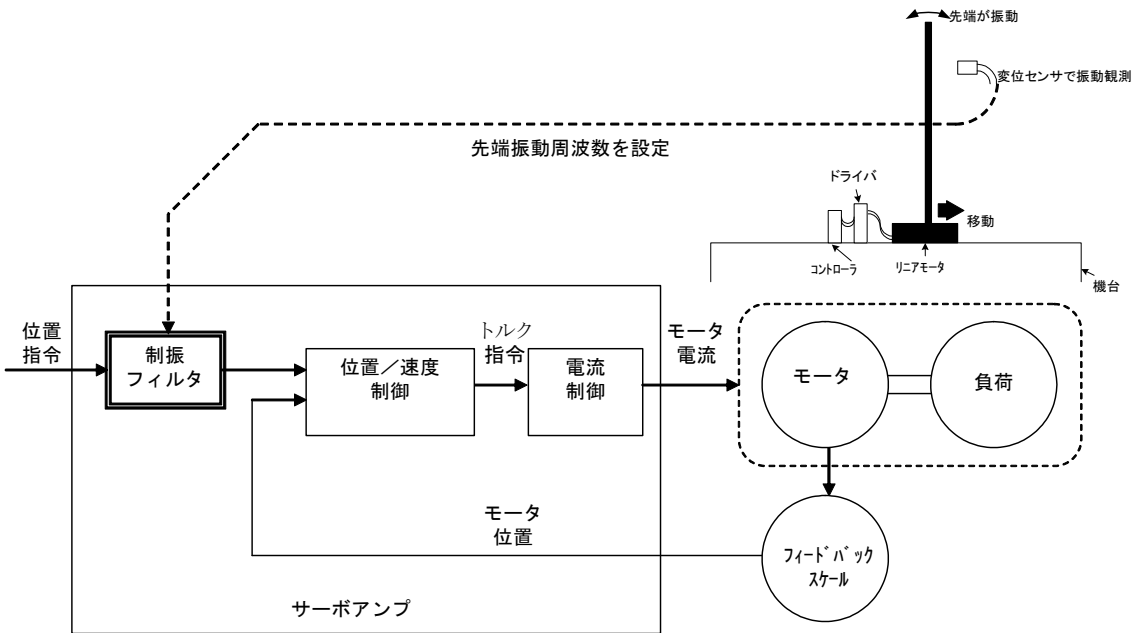 先端が振動
変位センサで振動観測
先端振動周波数を設定
ドライバ
移動
コントローラ
リニアモータ
機台
位置
指令
制振
フィルタ
位置／速度
制御
トルク
指令
電流
制御
モータ
電流
モータ
負荷
モータ
位置
フィードバック
スケール
サーボアンプ